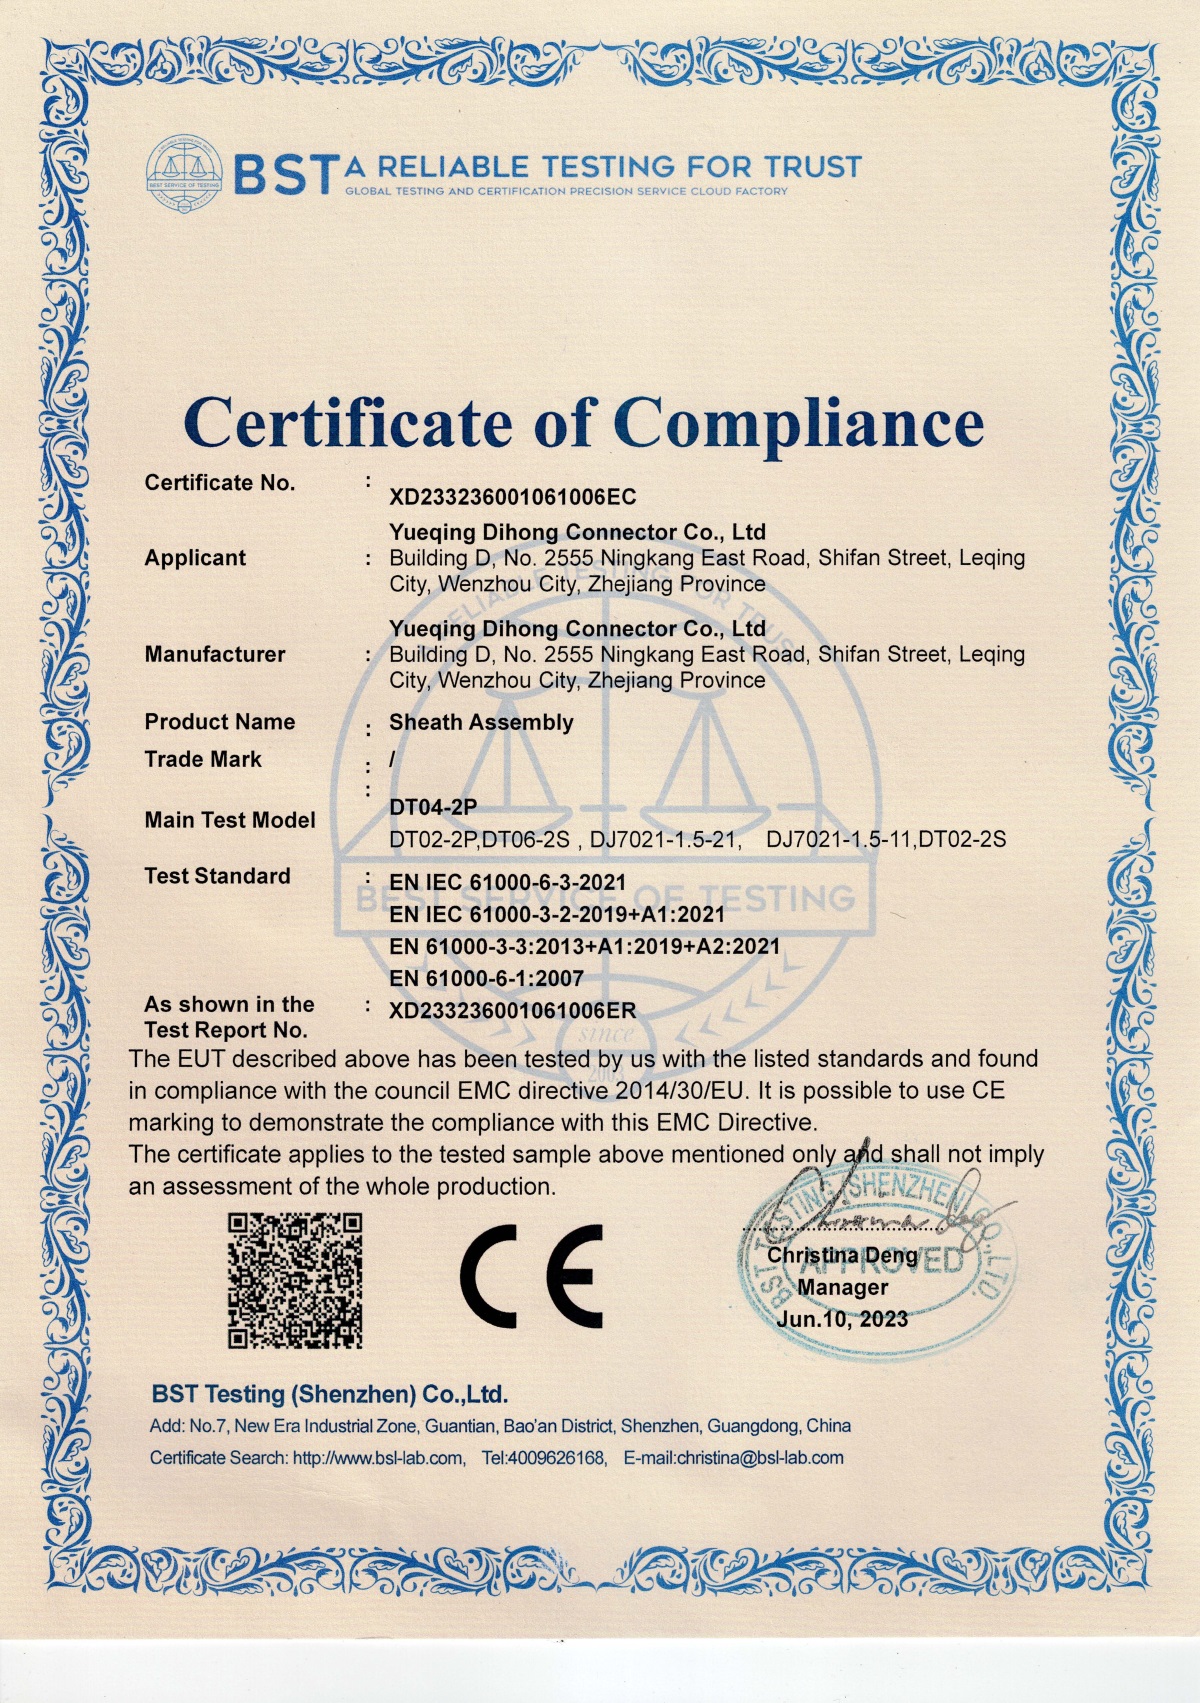 BST A RELIABLE TESTING FOR TRUST
GLOBAL TESTING AND CERTIFICATION PRECISION SERVICE CLOUD FACTORY
BEST SERVICE OF TESTING
Certificate of Compliance
Certificate No. : XD233236001061006EC
Yueqing Dihong Connector Co., Ltd
Applicant : Building D, No. 2555 Ningkang East Road, Shifan Street, Leqing
City, Wenzhou City, Zhejiang Province
Yueqing Dihong Connector Co., Ltd
Manufacturer : Building D, No. 2555 Ningkang East Road, Shifan Street, Leqing
City, Wenzhou City, Zhejiang Province
Product Name : Sheath Assembly
Trade Mark : /
:
Main Test Model DT04-2P
DT02-2P,DT06-2S , DJ7021-1.5-21, DJ7021-1.5-11,DT02-2S
Test Standard : EN IEC 61000-6-3-2021
EN IEC 61000-3-2-2019+A1:2021
EN 61000-3-3:2013+A1:2019+A2:2021
EN 61000-6-1:2007
As shown in the : XD233236001061006ER
Test Report No.
RELIABLE TESTING FOR TRUST
BEST SERVICE OF TESTING
since
2003
The EUT described above has been tested by us with the listed standards and found
in compliance with the council EMC directive 2014/30/EU. It is possible to use CE
marking to demonstrate the compliance with this EMC Directive.
The certificate applies to the tested sample above mentioned only and shall not imply
an assessment of the whole production.
CE
BST TESTING (SHENZHEN) CO., LTD.
APPROVED
Christina Deng
Christina Deng
Manager
Jun.10, 2023
BST Testing (Shenzhen) Co.,Ltd.
Add: No.7, New Era Industrial Zone, Guantian, Bao'an District, Shenzhen, Guangdong, China
Certificate Search: http://www.bsl-lab.com, Tel:4009626168, E-mail:christina@bsl-lab.com